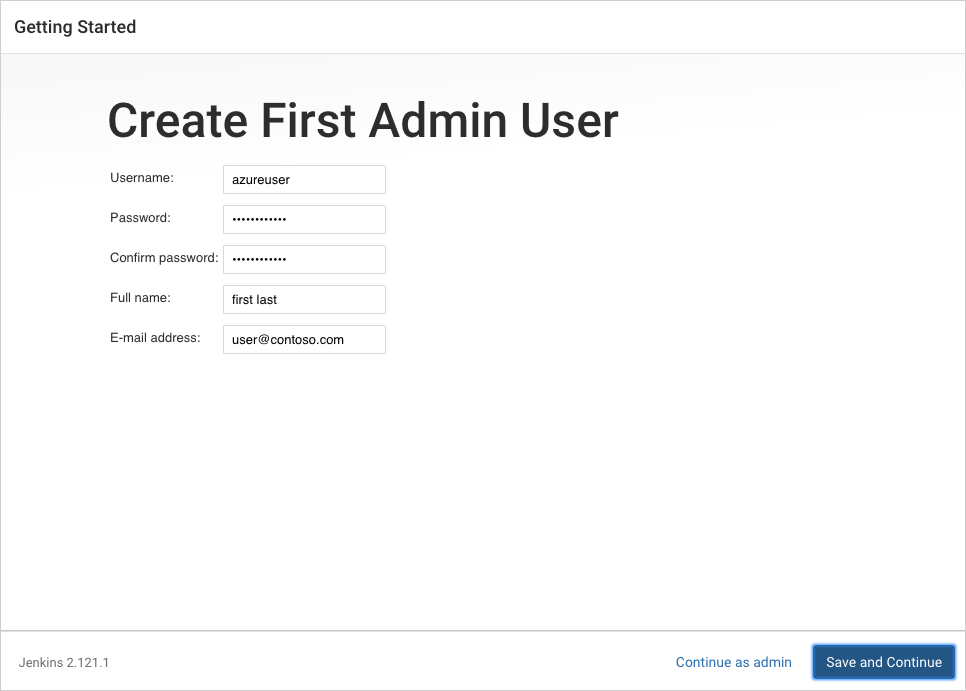 Getting Started
Create First Admin User
Username: azureuser
Password: ••••••••••••
Confirm password: ••••••••••••
Full name: first last
E-mail address: user@contoso.com
Jenkins 2.121.1 Continue as admin Save and Continue